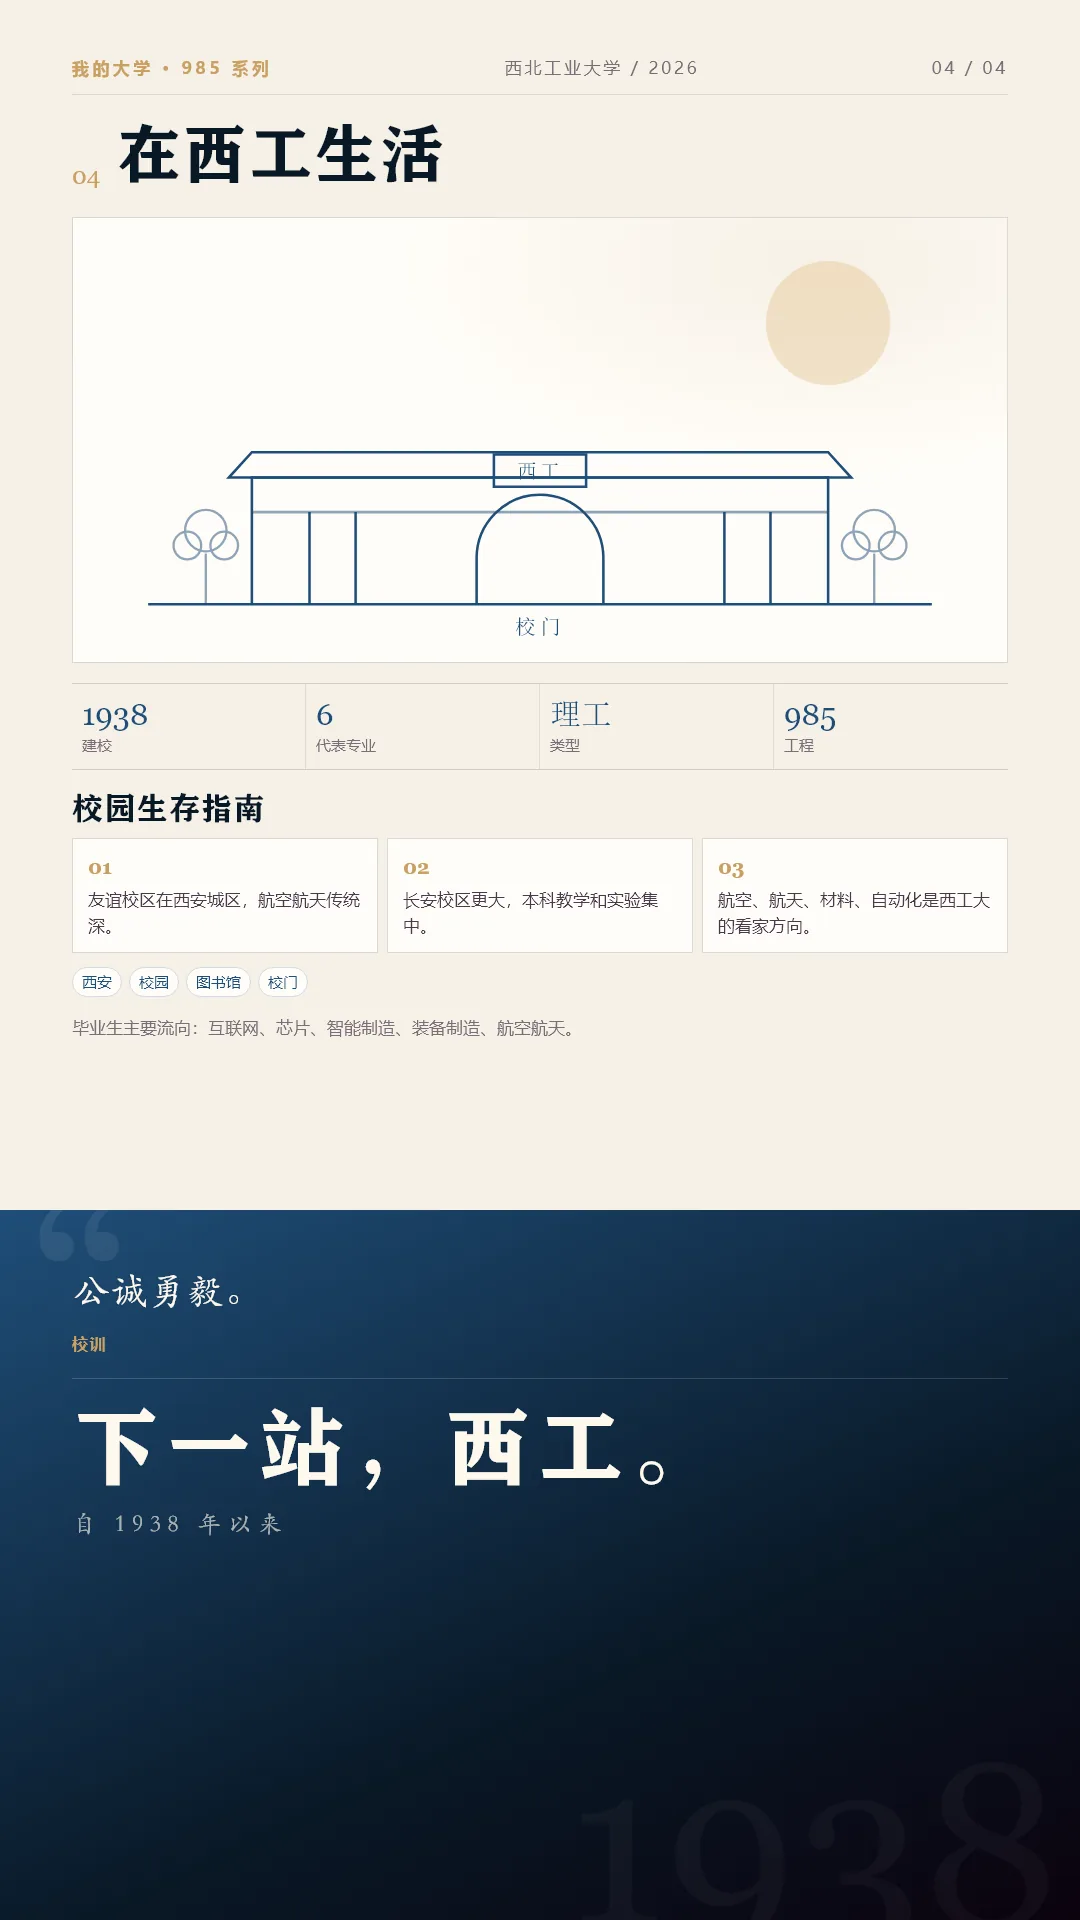 我的大学 • 985 系列
西北工业大学 / 2026
04 / 04
04 在西工生活
西工
校门
1938
建校
6
代表专业
理工
类型
985
工程
校园生存指南
01
友谊校区在西安城区，航空航天传统
深。
02
长安校区更大，本科教学和实验集
中。
03
航空、航天、材料、自动化是西工大
的看家方向。
西安
校园
图书馆
校门
毕业生主要流向：互联网、芯片、智能制造、装备制造、航空航天。
“
公诚勇毅。
校训
下一站，西工。
自 1938 年以来
1938